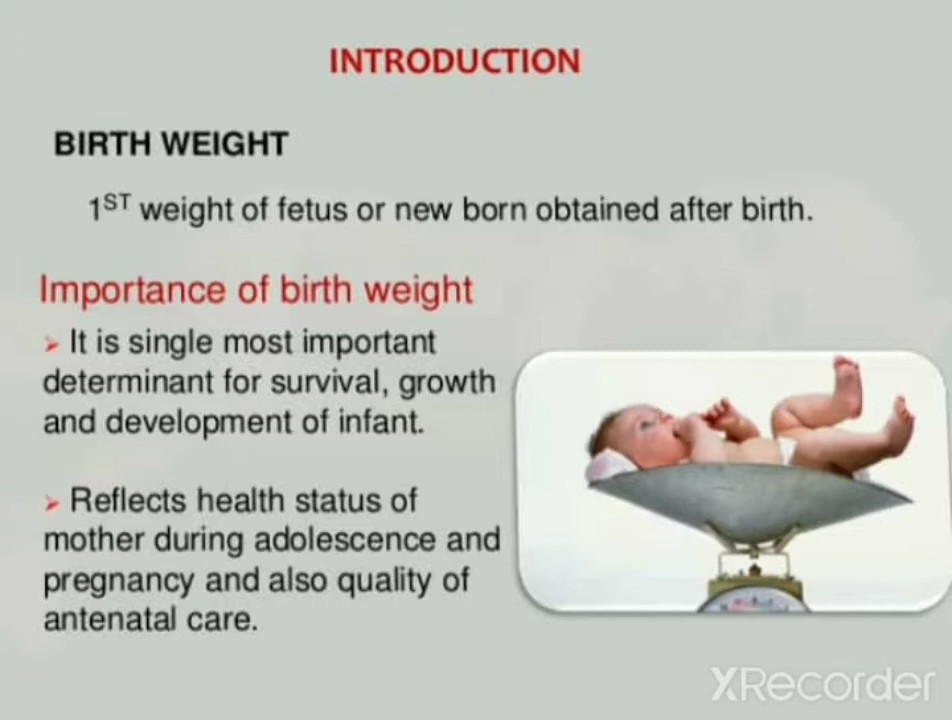 INTRODUCTION
BIRTH WEIGHT
1ST weight of fetus or new born obtained after birth.
Importance of birth weight
➢ It is single most important
determinant for survival, growth
and development of infant.
➢ Reflects health status of
mother during adolescence and
pregnancy and also quality of
antenatal care.
XRecorder